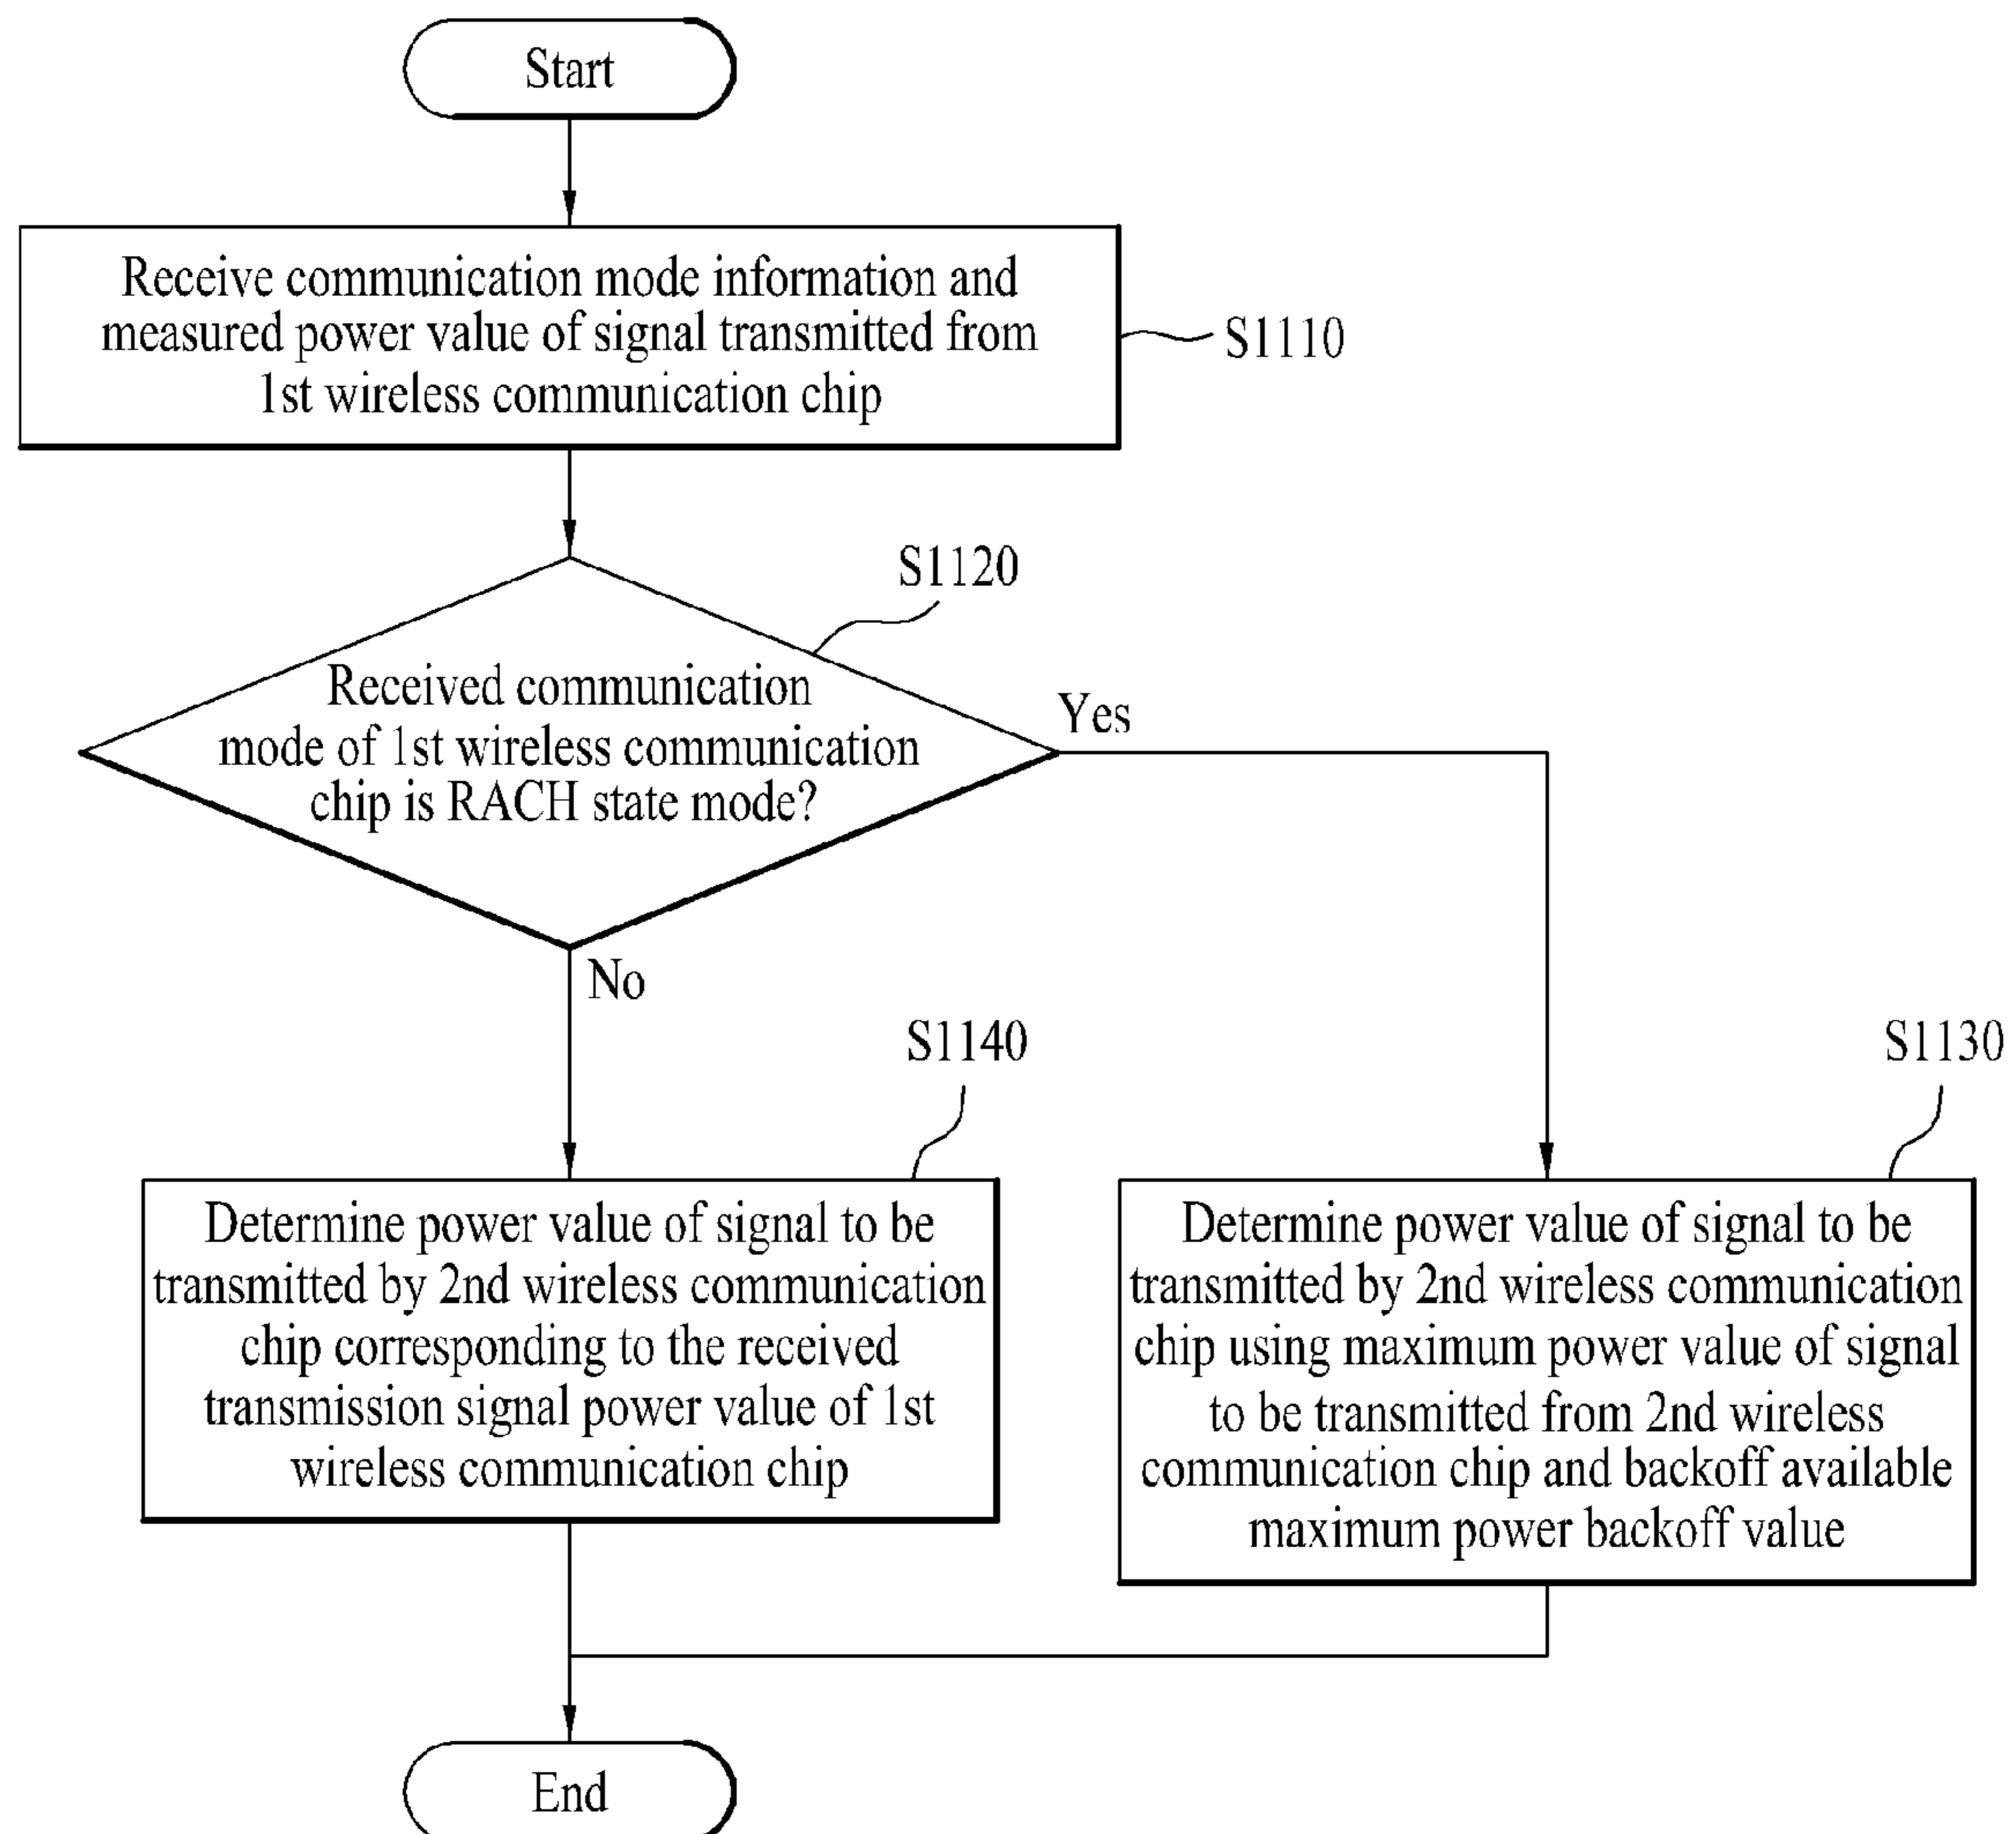 Start
Receive communication mode information and
measured power value of signal transmitted from
1st wireless communication chip
S1110
S1120
Received communication
mode of 1st wireless communication
chip is RACH state mode?
Yes
No
S1140
S1130
Determine power value of signal to be
transmitted by 2nd wireless communication
chip corresponding to the received
transmission signal power value of 1st
wireless communication chip
Determine power value of signal to be
transmitted by 2nd wireless communication
chip using maximum power value of signal
to be transmitted from 2nd wireless
communication chip and backoff available
maximum power backoff value
End